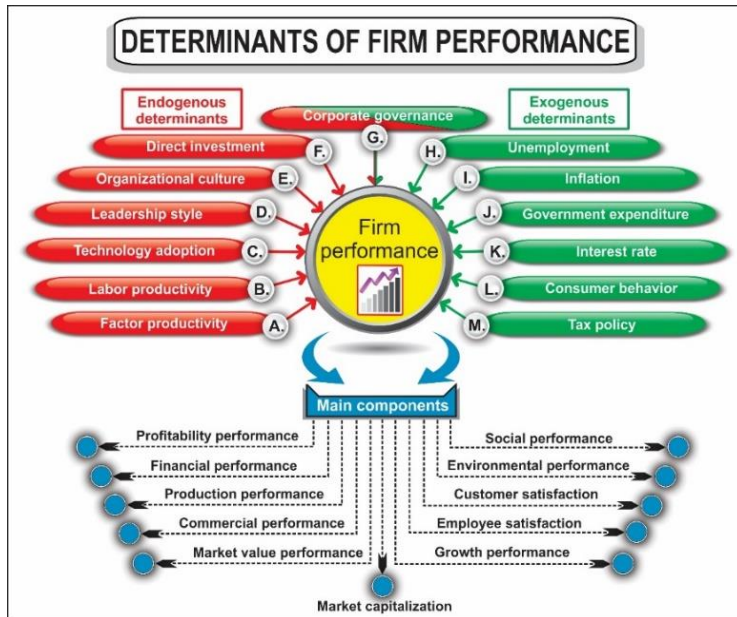 DETERMINANTS OF FIRM PERFORMANCE
Endogenous
determinants
Exogenous
determinants
Corporate governance
G.
Direct investment
F.
Organizational culture
E.
Leadership style
D.
Technology adoption
C.
Labor productivity
B.
Factor productivity
A.
Firm
performance
H.
Unemployment
I.
Inflation
J.
Government expenditure
K.
Interest rate
L.
Consumer behavior
M.
Tax policy
Main components
Profitability performance
Financial performance
Production performance
Commercial performance
Market value performance
Social performance
Environmental performance
Customer satisfaction
Employee satisfaction
Growth performance
Market capitalization